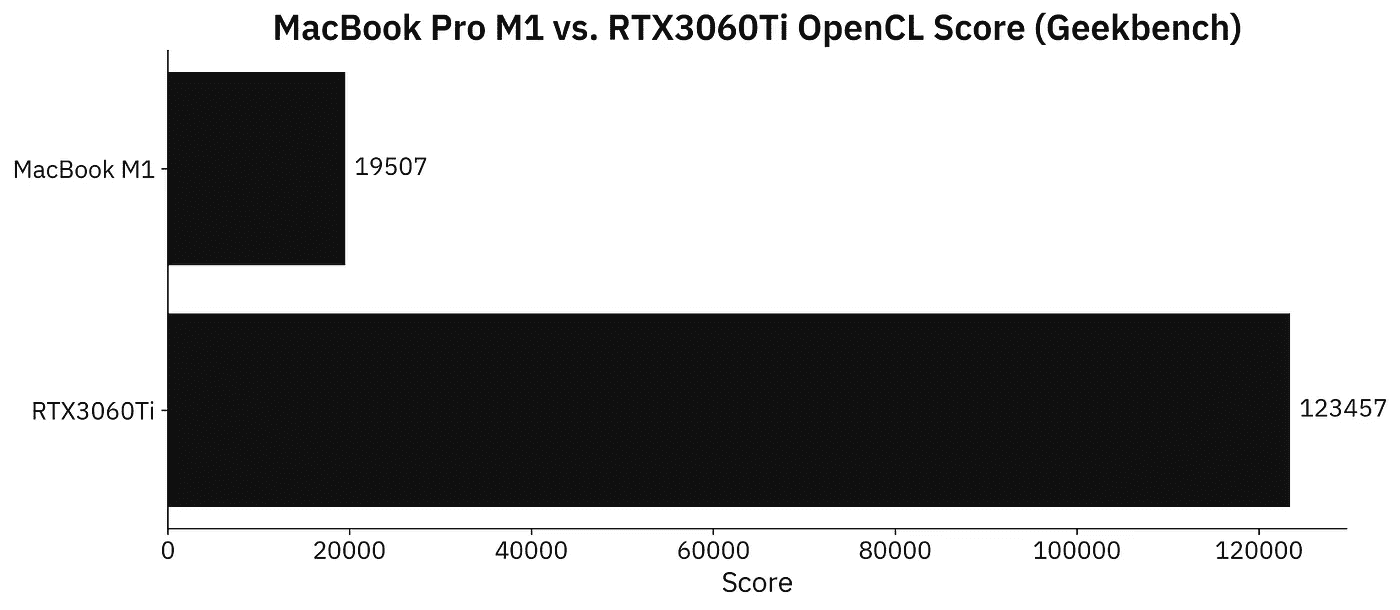 MacBook Pro M1 vs. RTX3060Ti OpenCL Score (Geekbench)
MacBook M1
19507
RTX3060Ti
123457
0 20000 40000 60000 80000 100000 120000
Score